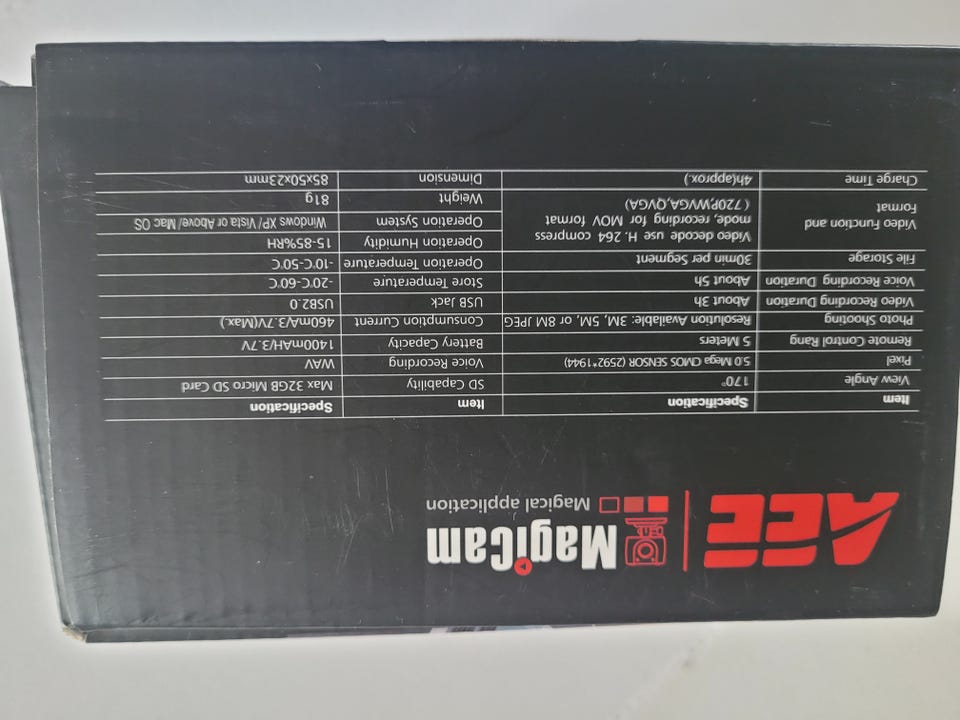 AEE MagiCam
Magical application
Item Specification Item Specification
View Angle 170° SD Capability Max 32GB Micro SD Card
Pixel 5.0 Mega CMOS SENSOR (2592*1944) Voice Recording WAV
Remote Control Rang 5 Meters Battery Capacity 1400mAH/3.7V
Photo Shooting Resolution Available: 3M, 5M, or 8M JPEG Consumption Current 460mA/3.7V(Max.)
Video Recording Duration About 3h USB Jack USB2.0
Voice Recording Duration About 5h Store Temperature -20°C-60°C
File Storage 30min per Segment Operation Temperature -10°C-50°C
Video Function and Format Video decode use H. 264 compress Operation Humidity 15-85%RH
mode, recording for MOV format Operation System Windows XP/ Vista or Above/ Mac OS
(720P,WVGA,QVGA) Weight 81g
Charge Time 4h(approx.) Dimension 85x50x23mm